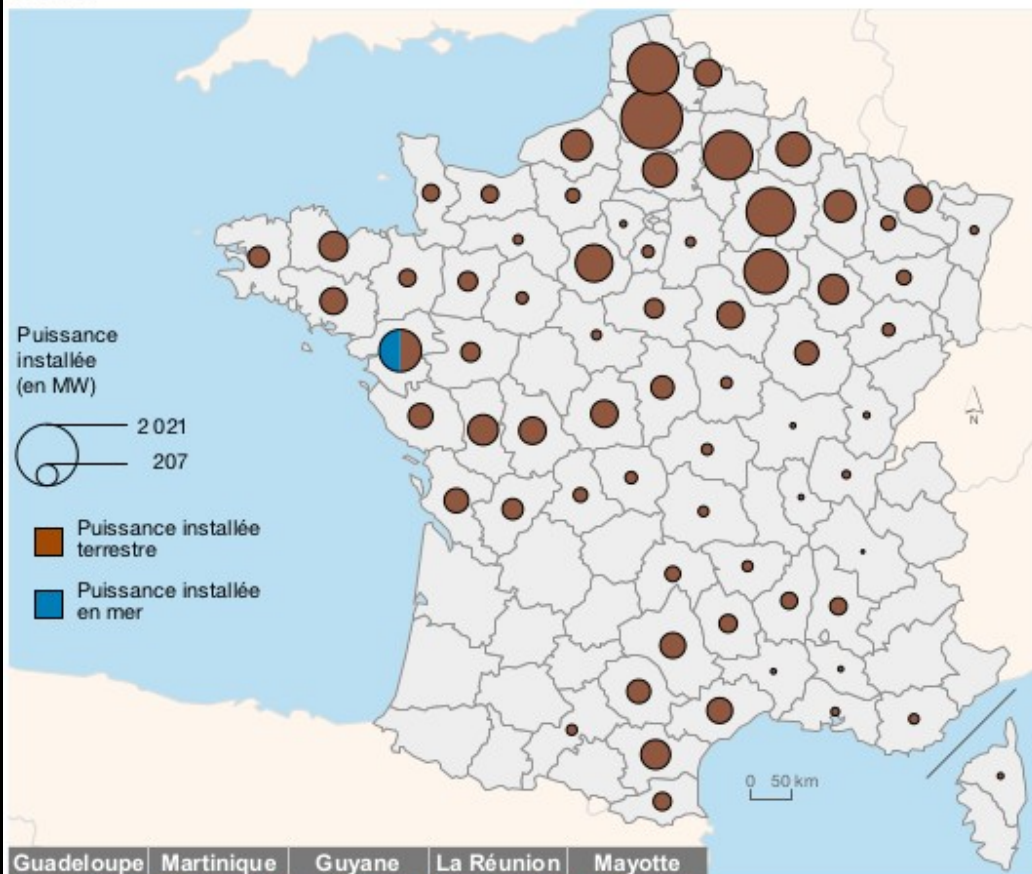 Puissance
installée
(en MW)
2 021
207
Puissance installée
terrestre
Puissance installée
en mer
N
0 50 km
Guadeloupe Martinique Guyane La Réunion Mayotte